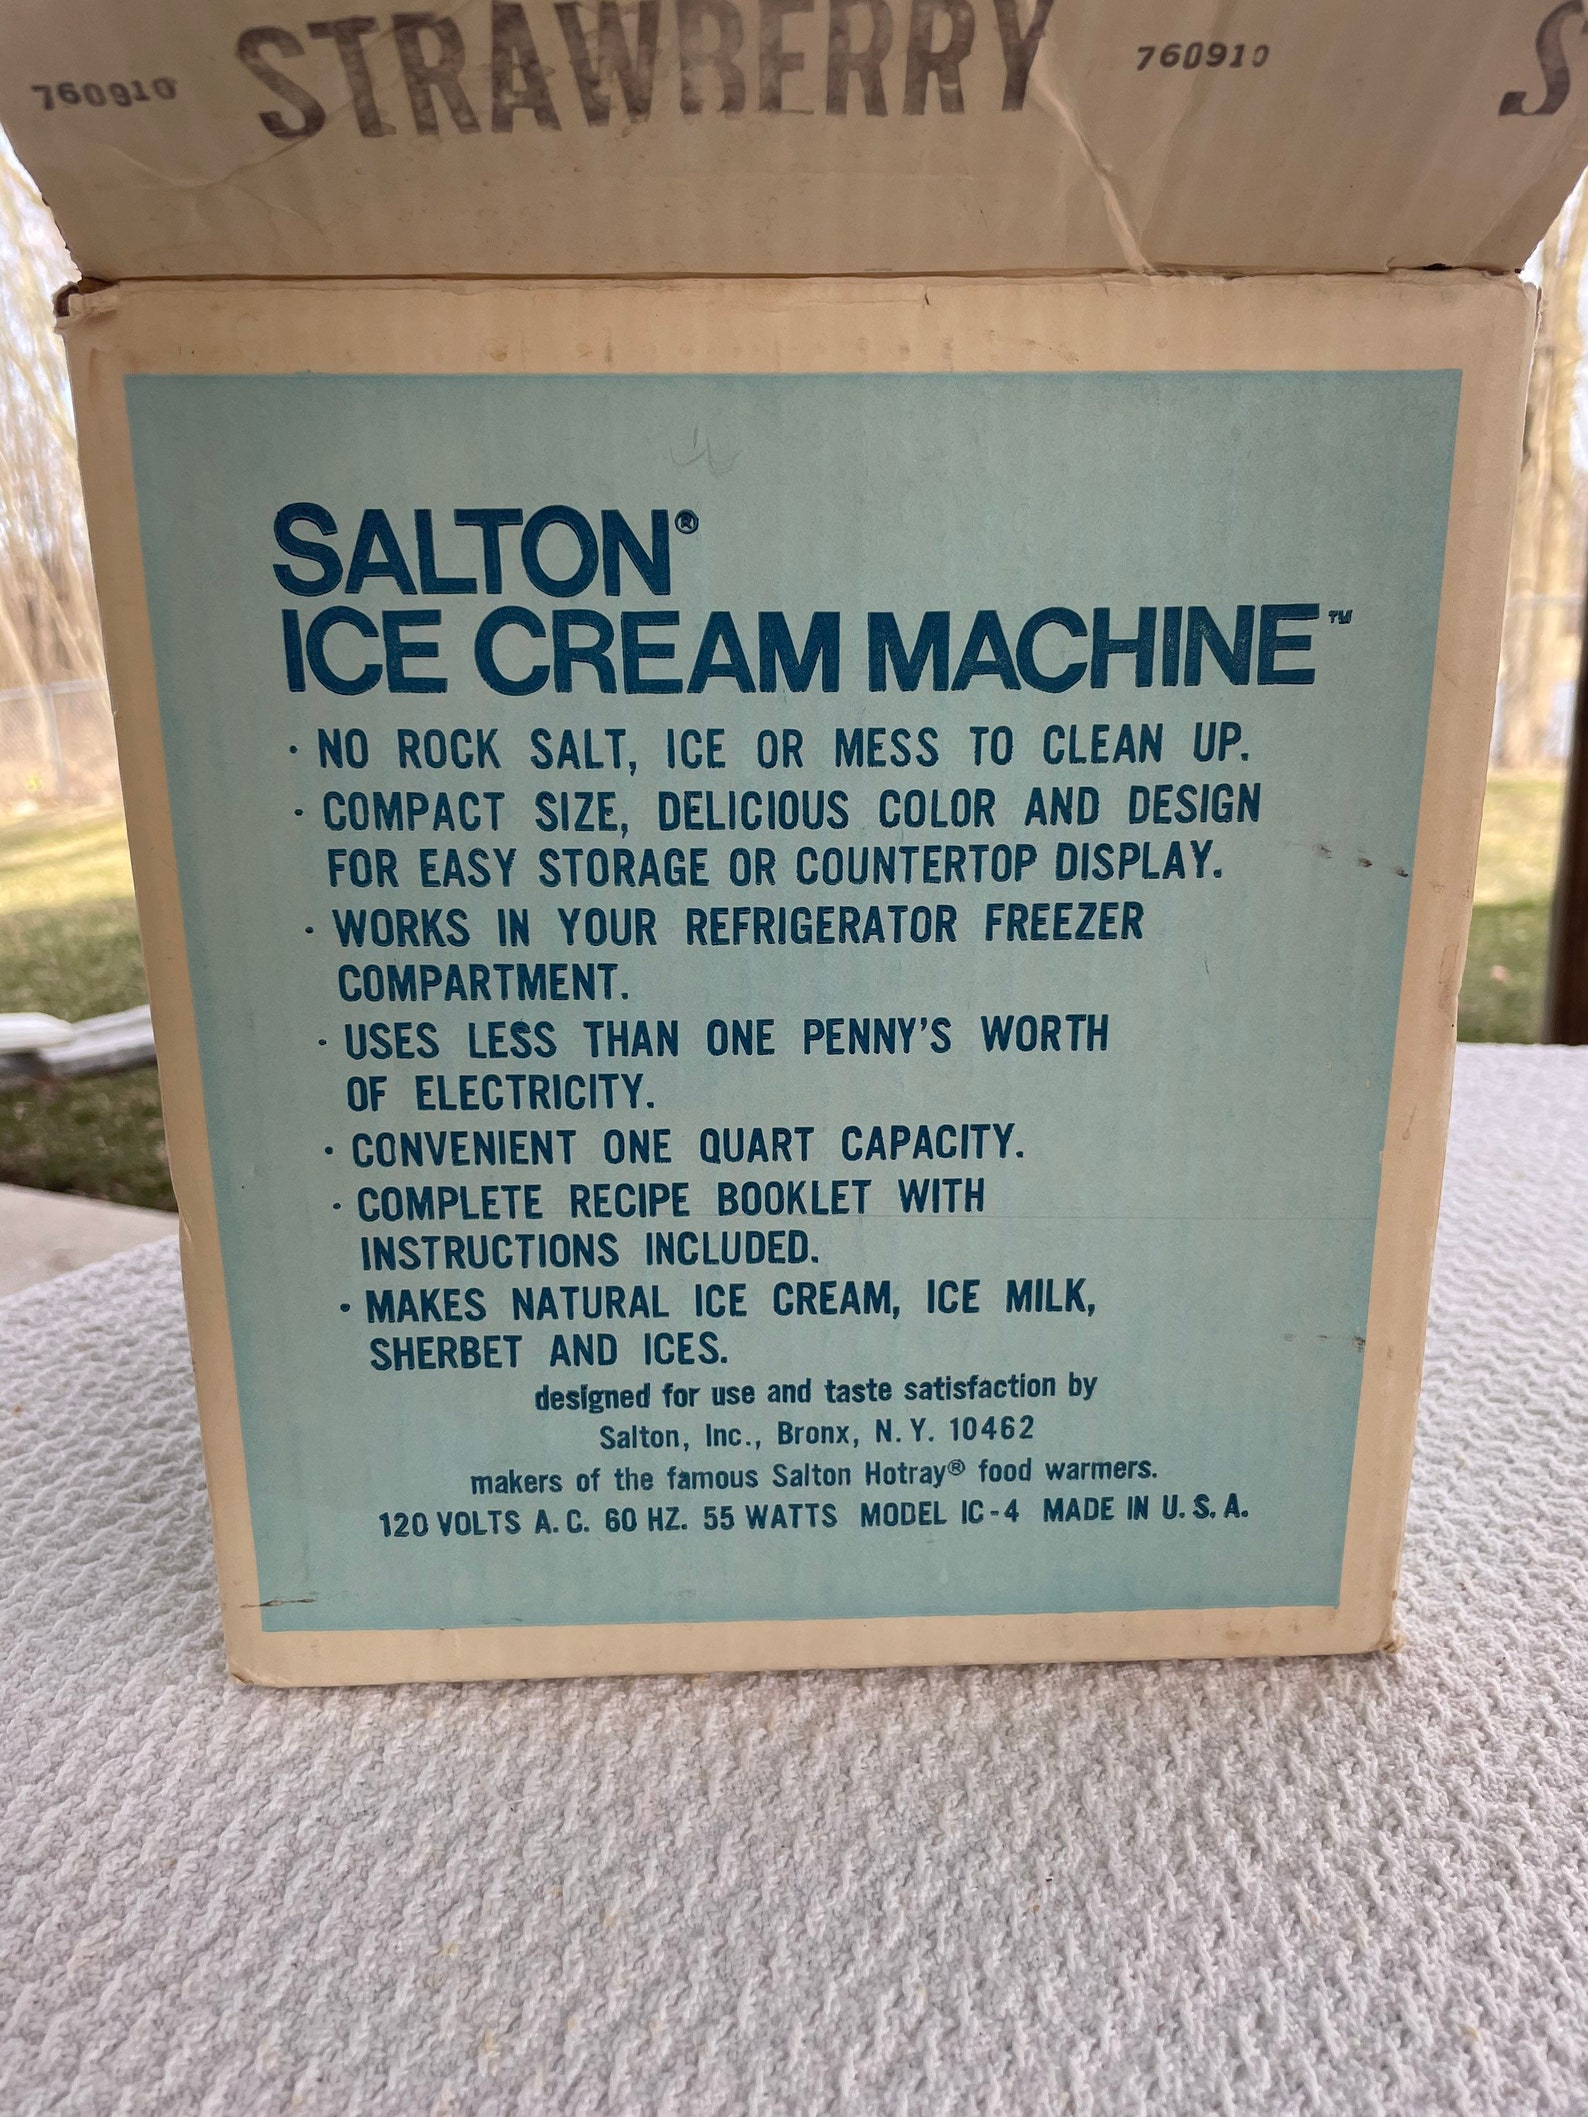 760910 STRAWBERRY 760910
SALTON®
ICE CREAM MACHINE™
· NO ROCK SALT, ICE OR MESS TO CLEAN UP.
· COMPACT SIZE, DELICIOUS COLOR AND DESIGN
FOR EASY STORAGE OR COUNTERTOP DISPLAY.
· WORKS IN YOUR REFRIGERATOR FREEZER
COMPARTMENT.
· USES LESS THAN ONE PENNY'S WORTH
OF ELECTRICITY.
· CONVENIENT ONE QUART CAPACITY.
· COMPLETE RECIPE BOOKLET WITH
INSTRUCTIONS INCLUDED.
· MAKES NATURAL ICE CREAM, ICE MILK,
SHERBET AND ICES.
designed for use and taste satisfaction by
Salton, Inc., Bronx, N. Y. 10462
makers of the famous Salton Hotray® food warmers.
120 VOLTS A. C. 60 HZ. 55 WATTS MODEL IC-4 MADE IN U. S. A.